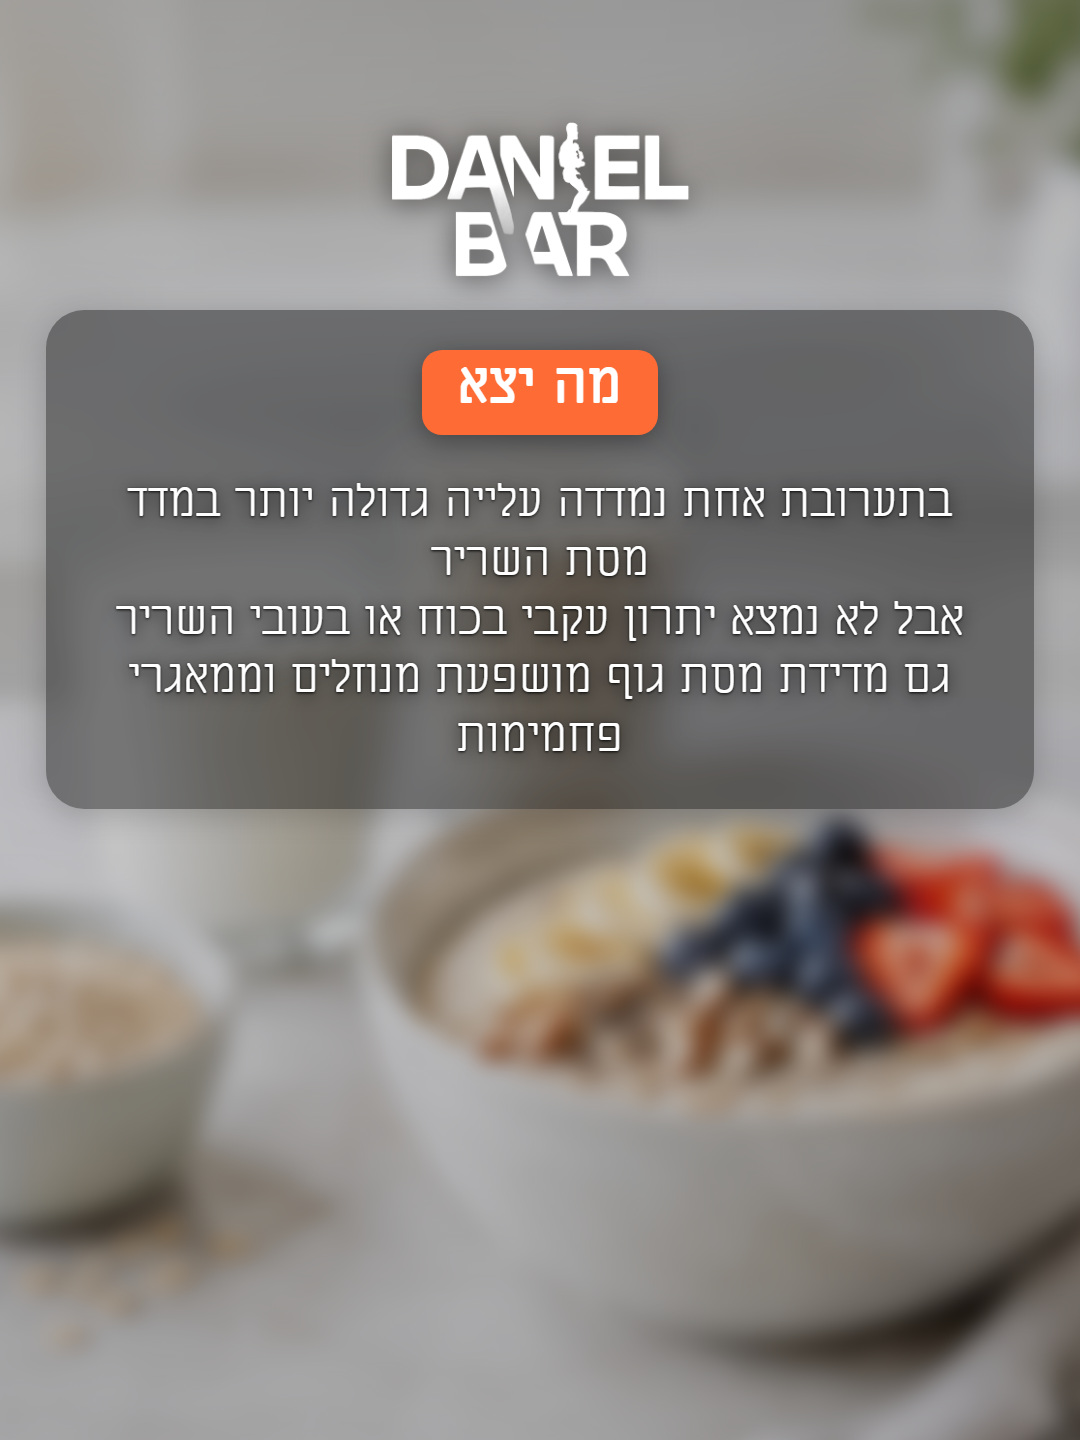 DANIEL
BAR
מה יצא
בתערובת אחת נמדדה עלייה גדולה יותר במדד
מסת השריר
אבל לא נמצא יתרון עקבי בכוח או בעובי השריר
גם מדידת מסת גוף מושפעת מנוזלים וממאגרי
פחמימות